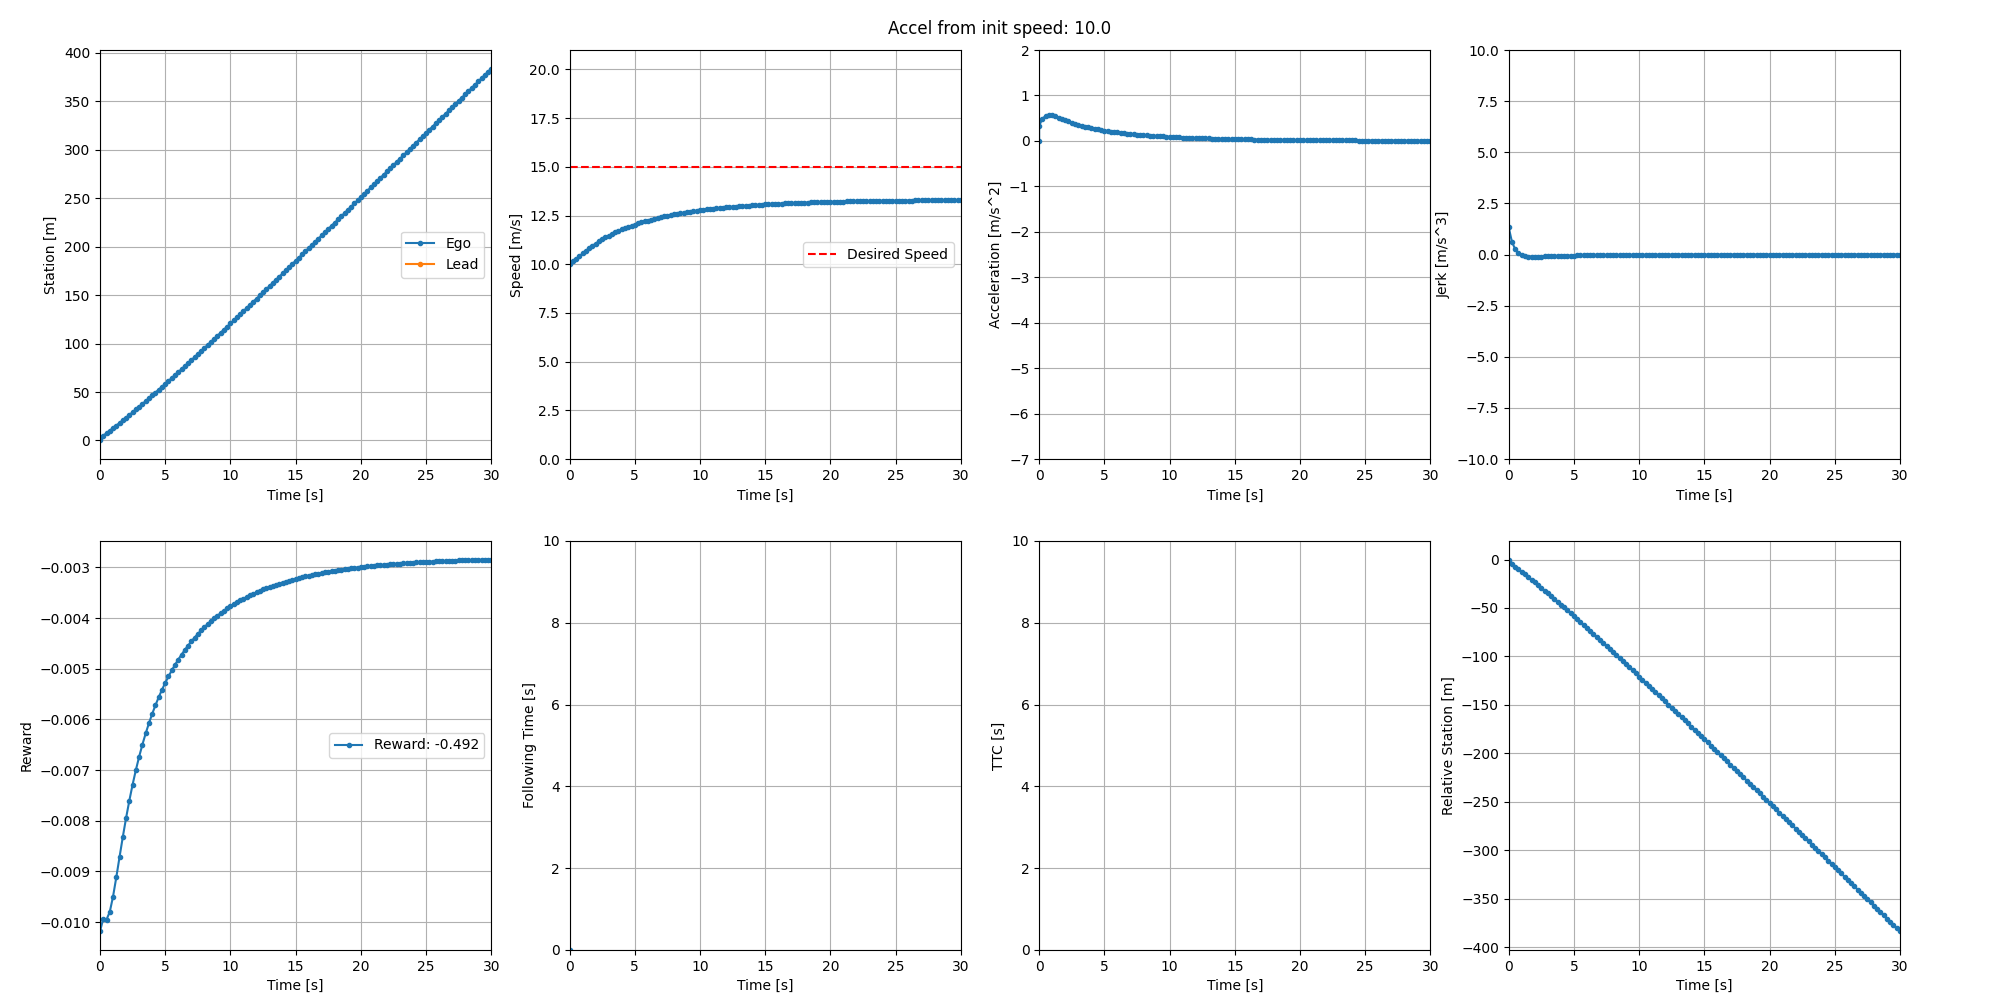 Accel from init speed: 10.0
400
350
300
250
200
150
100
50
0
Station [m]
0 5 10 15 20 25 30
Time [s]
Ego
Lead
20.0
17.5
15.0
12.5
10.0
7.5
5.0
2.5
0.0
Speed [m/s]
0 5 10 15 20 25 30
Time [s]
Desired Speed
2
1
0
−1
−2
−3
−4
−5
−6
−7
Acceleration [m/s^2]
0 5 10 15 20 25 30
Time [s]
10.0
7.5
5.0
2.5
0.0
−2.5
−5.0
−7.5
−10.0
Jerk [m/s^3]
0 5 10 15 20 25 30
Time [s]
−0.003
−0.004
−0.005
−0.006
−0.007
−0.008
−0.009
−0.010
Reward
0 5 10 15 20 25 30
Time [s]
Reward: -0.492
10
8
6
4
2
0
Following Time [s]
0 5 10 15 20 25 30
Time [s]
10
8
6
4
2
0
TTC [s]
0 5 10 15 20 25 30
Time [s]
0
−50
−100
−150
−200
−250
−300
−350
−400
Relative Station [m]
0 5 10 15 20 25 30
Time [s]